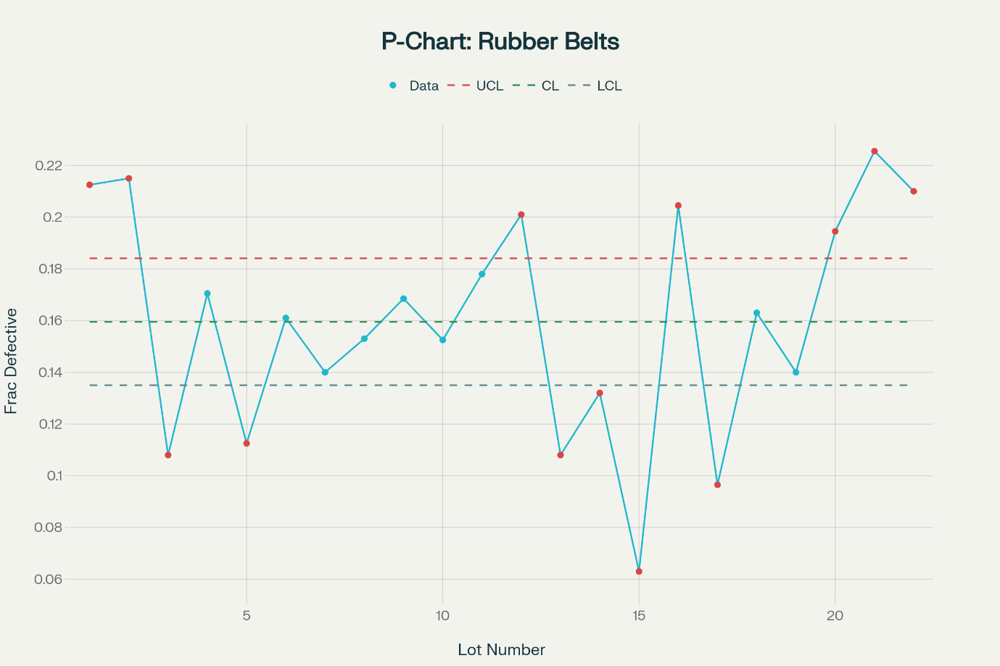 P-Chart: Rubber Belts
Data UCL CL LCL
Frac Defective
0.22
0.2
0.18
0.16
0.14
0.12
0.1
0.08
0.06
5 10 15 20
Lot Number